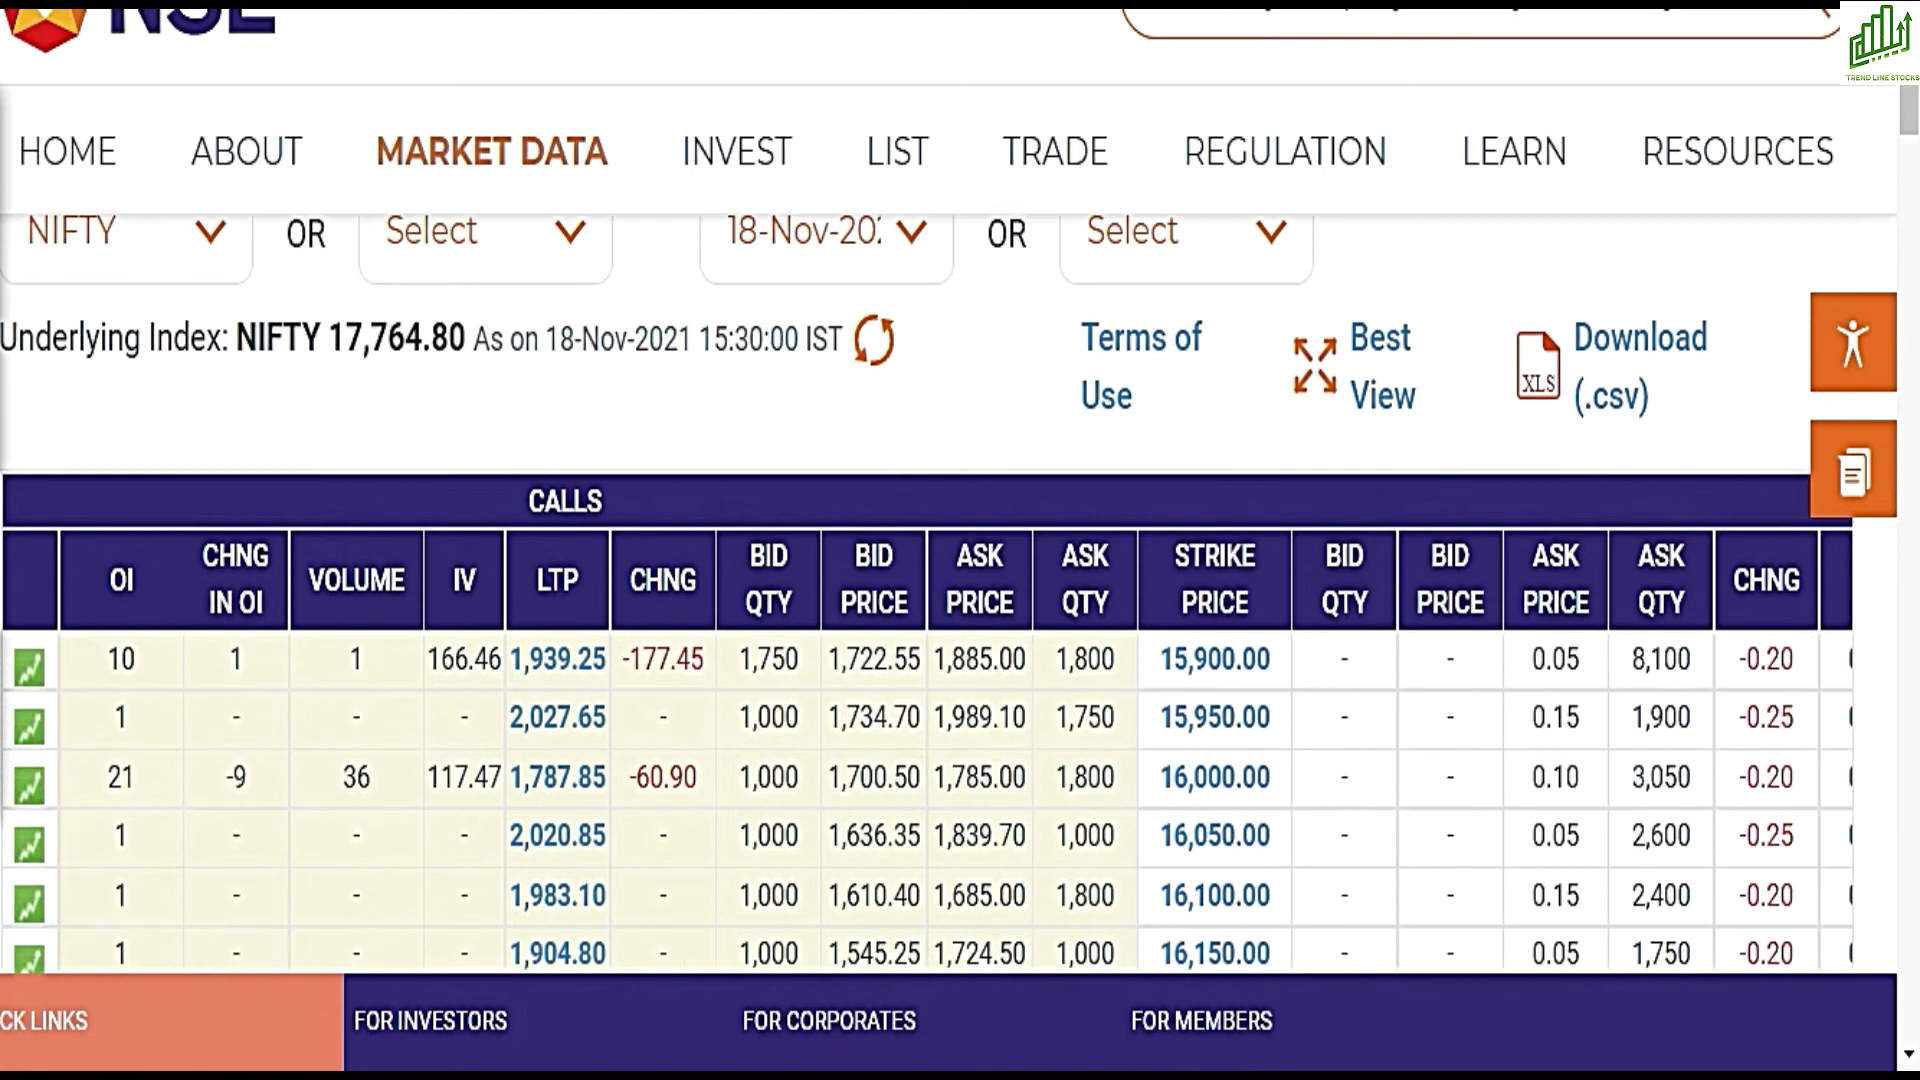 NSE
TREND LINE STOCKS
HOME ABOUT MARKET DATA INVEST LIST TRADE REGULATION LEARN RESOURCES
NIFTY OR Select 18-Nov-20 OR Select
Underlying Index: NIFTY 17,764.80 As on 18-Nov-2021 15:30:00 IST
Terms of Use
Best View
XLS
Download (.csv)
CALLS
OI CHNG IN OI VOLUME IV LTP CHNG BID QTY BID PRICE ASK PRICE ASK QTY STRIKE PRICE BID QTY BID PRICE ASK PRICE ASK QTY CHNG
10 1 1 166.46 1,939.25 -177.45 1,750 1,722.55 1,885.00 1,800 15,900.00 - - 0.05 8,100 -0.20
1 - - - 2,027.65 - 1,000 1,734.70 1,989.10 1,750 15,950.00 - - 0.15 1,900 -0.25
21 -9 36 117.47 1,787.85 -60.90 1,000 1,700.50 1,785.00 1,800 16,000.00 - - 0.10 3,050 -0.20
1 - - - 2,020.85 - 1,000 1,636.35 1,839.70 1,000 16,050.00 - - 0.05 2,600 -0.25
1 - - - 1,983.10 - 1,000 1,610.40 1,685.00 1,800 16,100.00 - - 0.15 2,400 -0.20
1 - - - 1,904.80 - 1,000 1,545.25 1,724.50 1,000 16,150.00 - - 0.05 1,750 -0.20
CK LINKS FOR INVESTORS FOR CORPORATES FOR MEMBERS